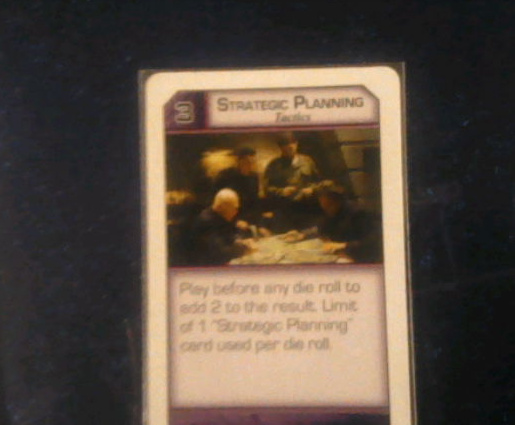 STRATEGIC PLANNING
Tactics
Play before any die roll to
add 2 to the result. Limit
of 1 "Strategic Planning"
card used per die roll.